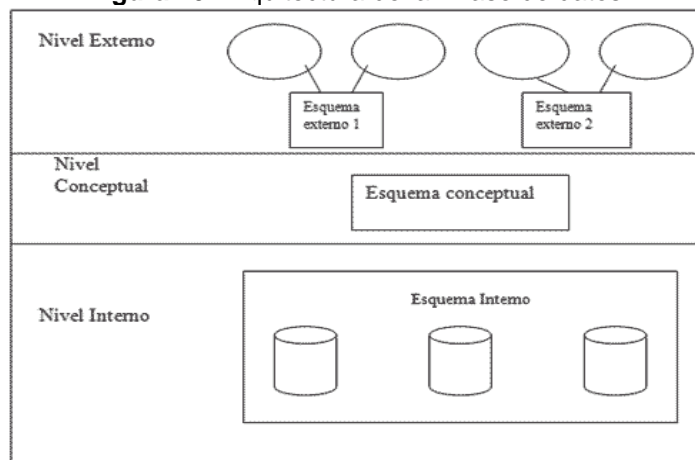 Nivel Externo
Esquema
externo 1
Esquema
externo 2
Nivel
Conceptual
Esquema conceptual
Nivel Interno
Esquema Interno